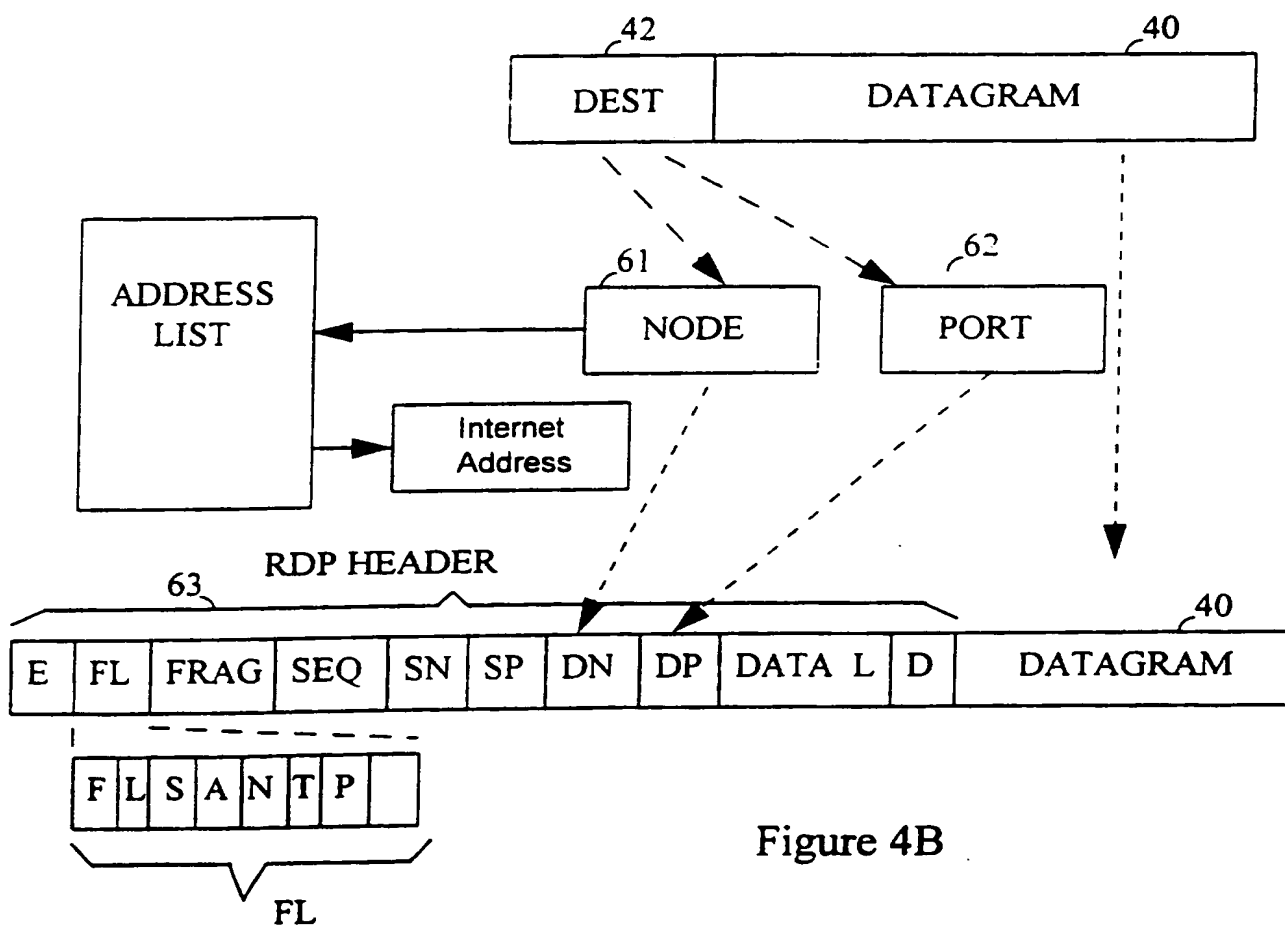 42
40
DEST DATAGRAM
61
62
ADDRESS
LIST
NODE
PORT
Internet
Address
RDP HEADER
63
40
E FL FRAG SEQ SN SP DN DP DATA L D DATAGRAM
F L S A N T P
FL
Figure 4B